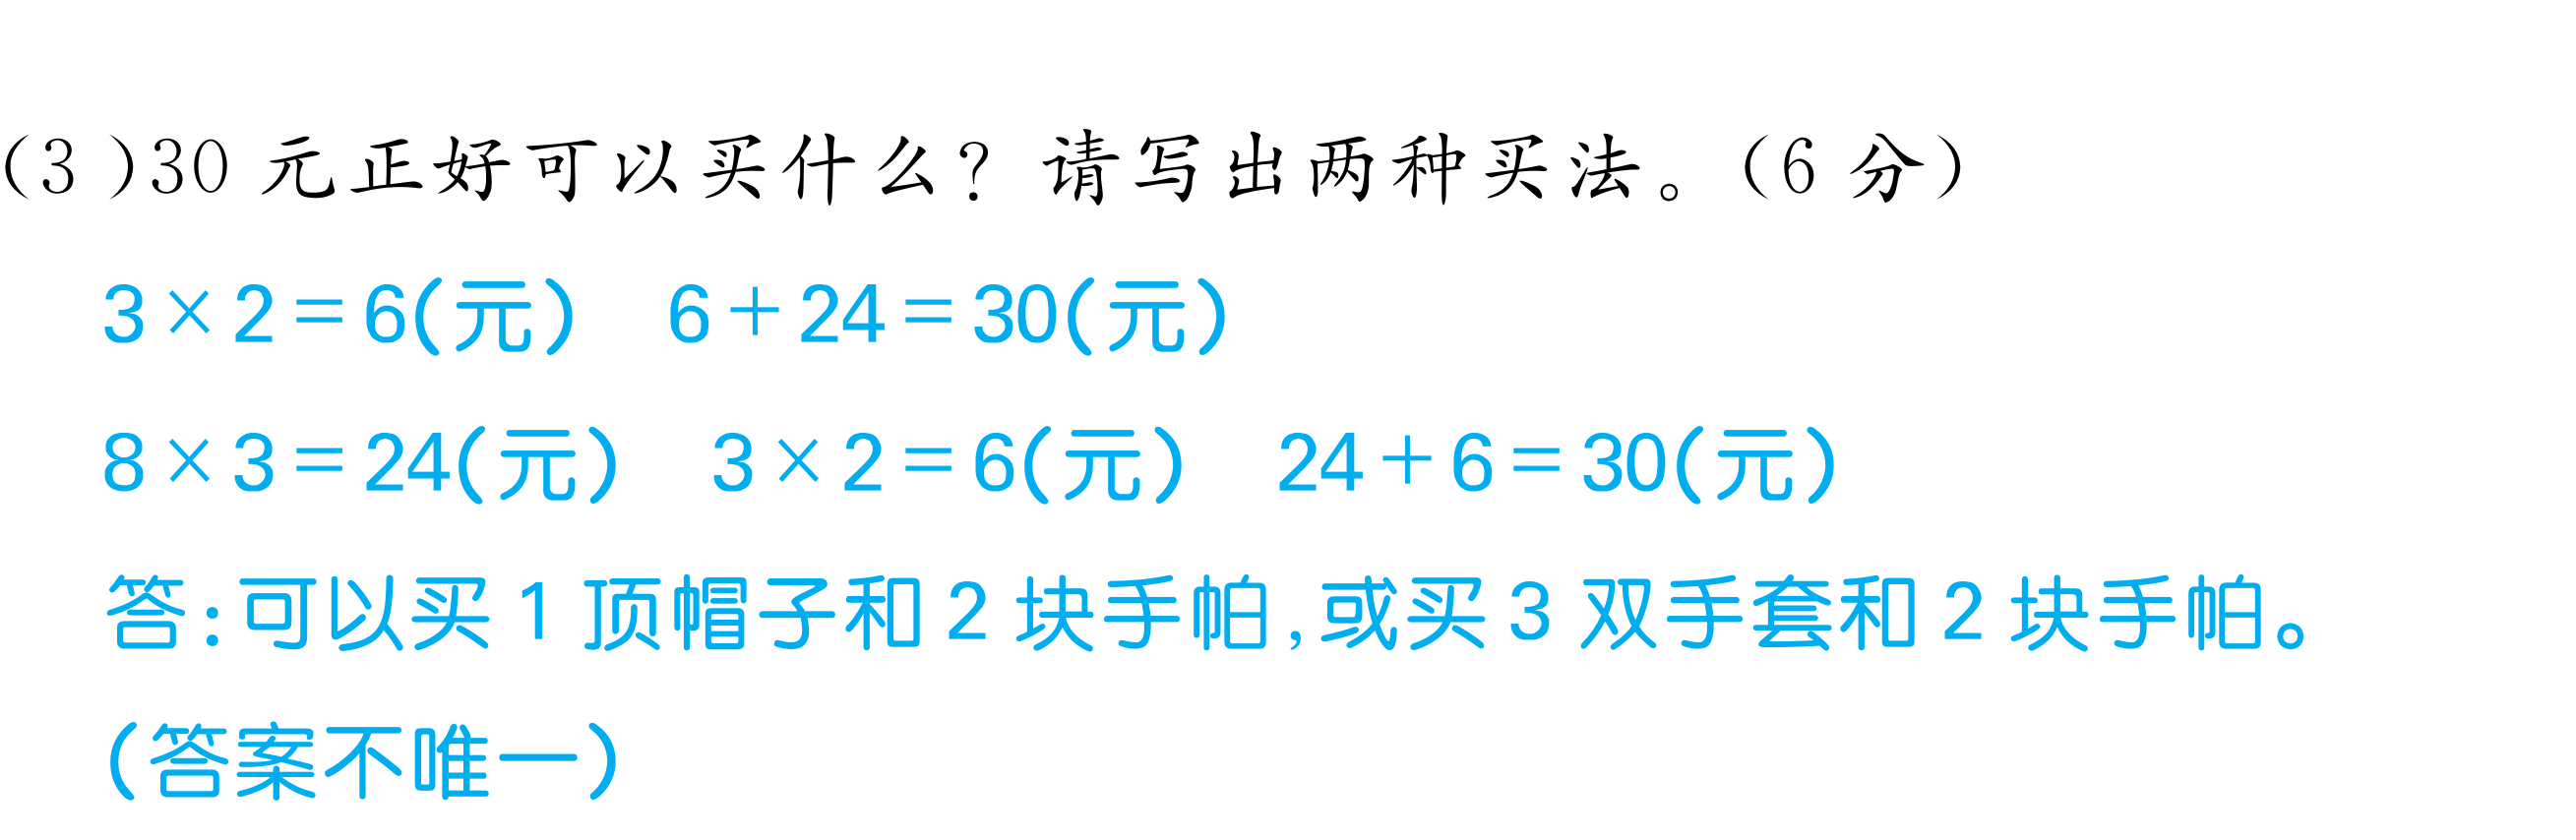 (3 )30 元正好可以买什么？请写出两种买法。(6 分)
3×2=6(元) 6+24=30(元)
8×3=24(元) 3×2=6(元) 24+6=30(元)
答:可以买 1 顶帽子和 2 块手帕,或买 3 双手套和 2 块手帕。
(答案不唯一)